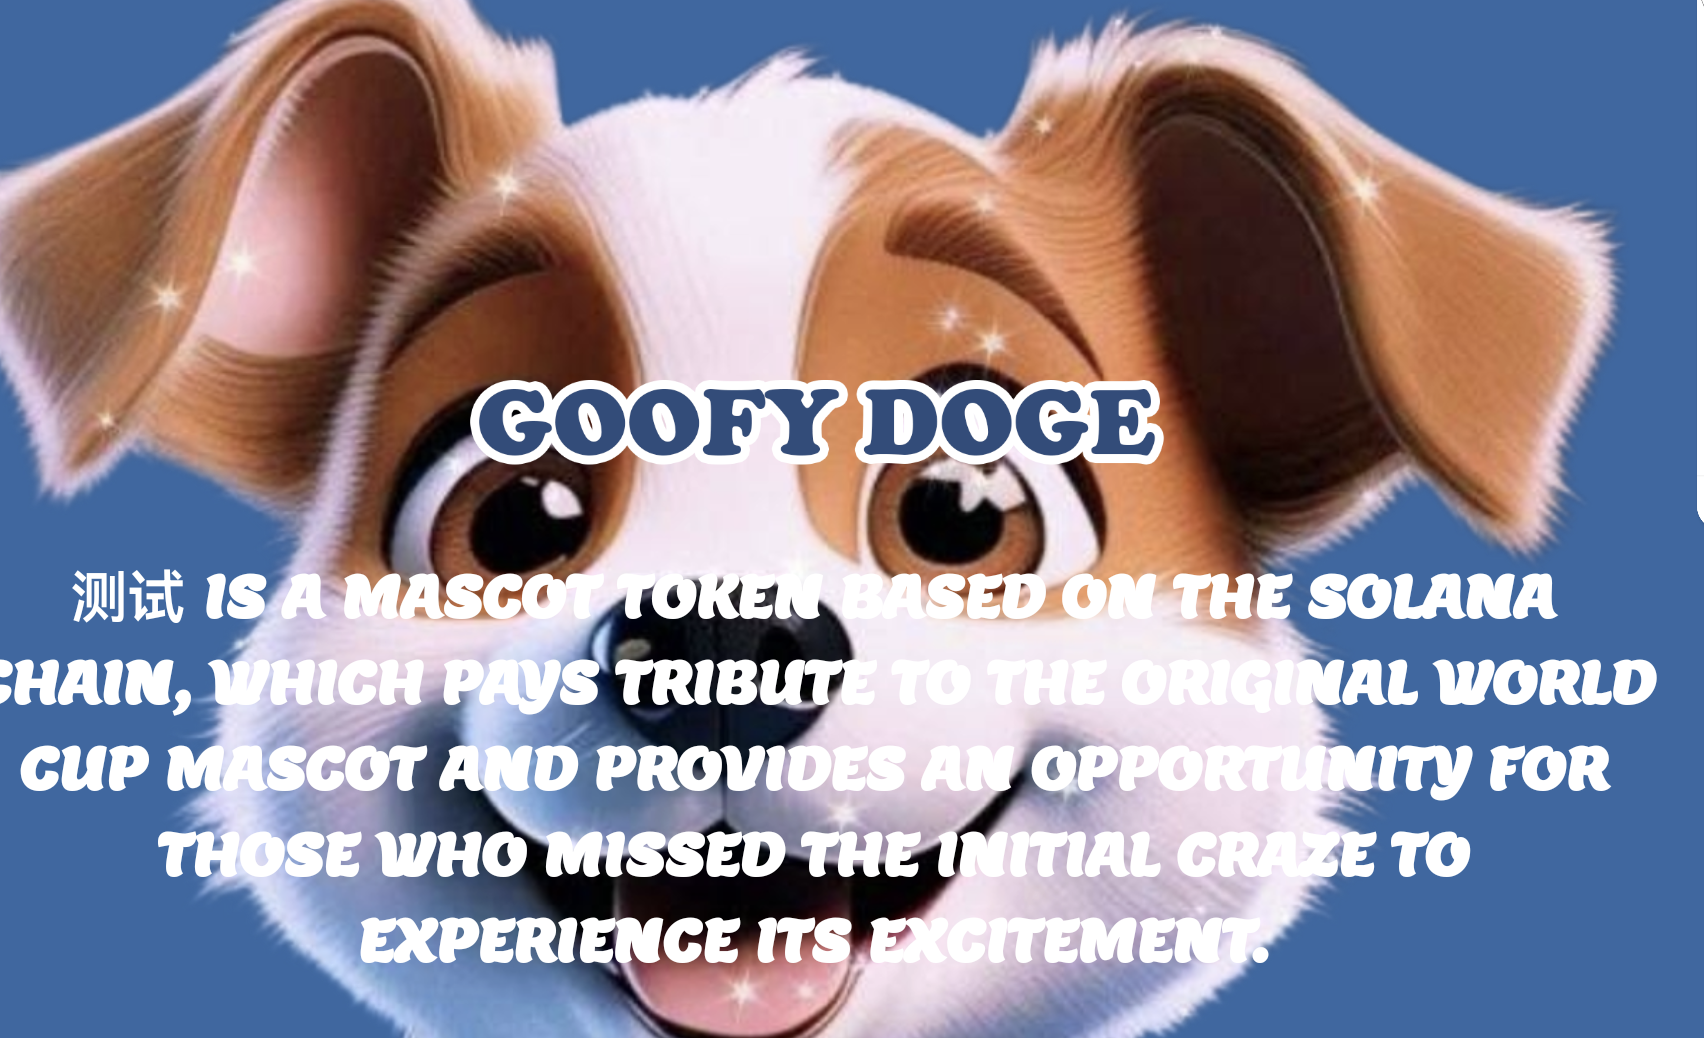 GOOFY DOGE
测试 IS A MASCOT TOKEN BASED ON THE SOLANA
CHAIN, WHICH PAYS TRIBUTE TO THE ORIGINAL WORLD
CUP MASCOT AND PROVIDES AN OPPORTUNITY FOR
THOSE WHO MISSED THE INITIAL CRAZE TO
EXPERIENCE ITS EXCITEMENT.